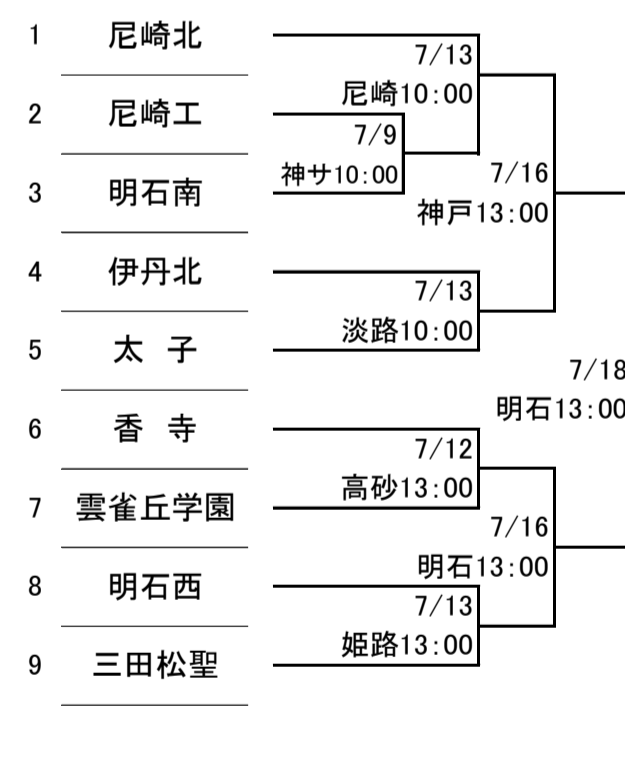 1 尼崎北
7/13
尼崎10:00
2 尼崎工
7/9
神サ10:00
7/16
3 明石南
神戸13:00
4 伊丹北
7/13
淡路10:00
5 太 子
7/18
明石13:00
6 香 寺
7/12
高砂13:00
7 雲雀丘学園
7/16
明石13:00
8 明石西
7/13
姫路13:00
9 三田松聖